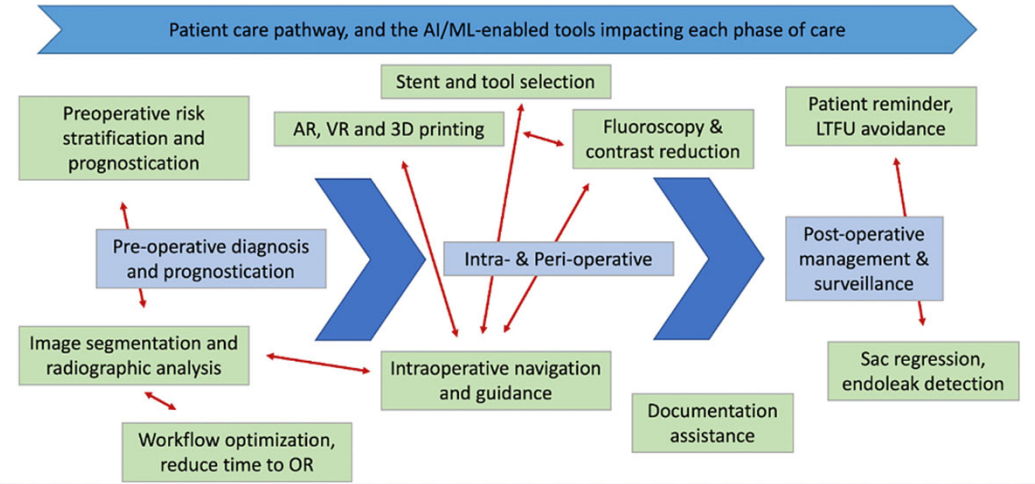 Patient care pathway, and the AI/ML-enabled tools impacting each phase of care
Preoperative risk
stratification and
prognostication
Pre-operative diagnosis
and prognostication
Image segmentation and
radiographic analysis
Workflow optimization,
reduce time to OR
Stent and tool selection
AR, VR and 3D printing
Fluoroscopy &
contrast reduction
Intra- & Peri-operative
Intraoperative navigation
and guidance
Documentation
assistance
Patient reminder,
LTFU avoidance
Post-operative
management &
surveillance
Sac regression,
endoleak detection